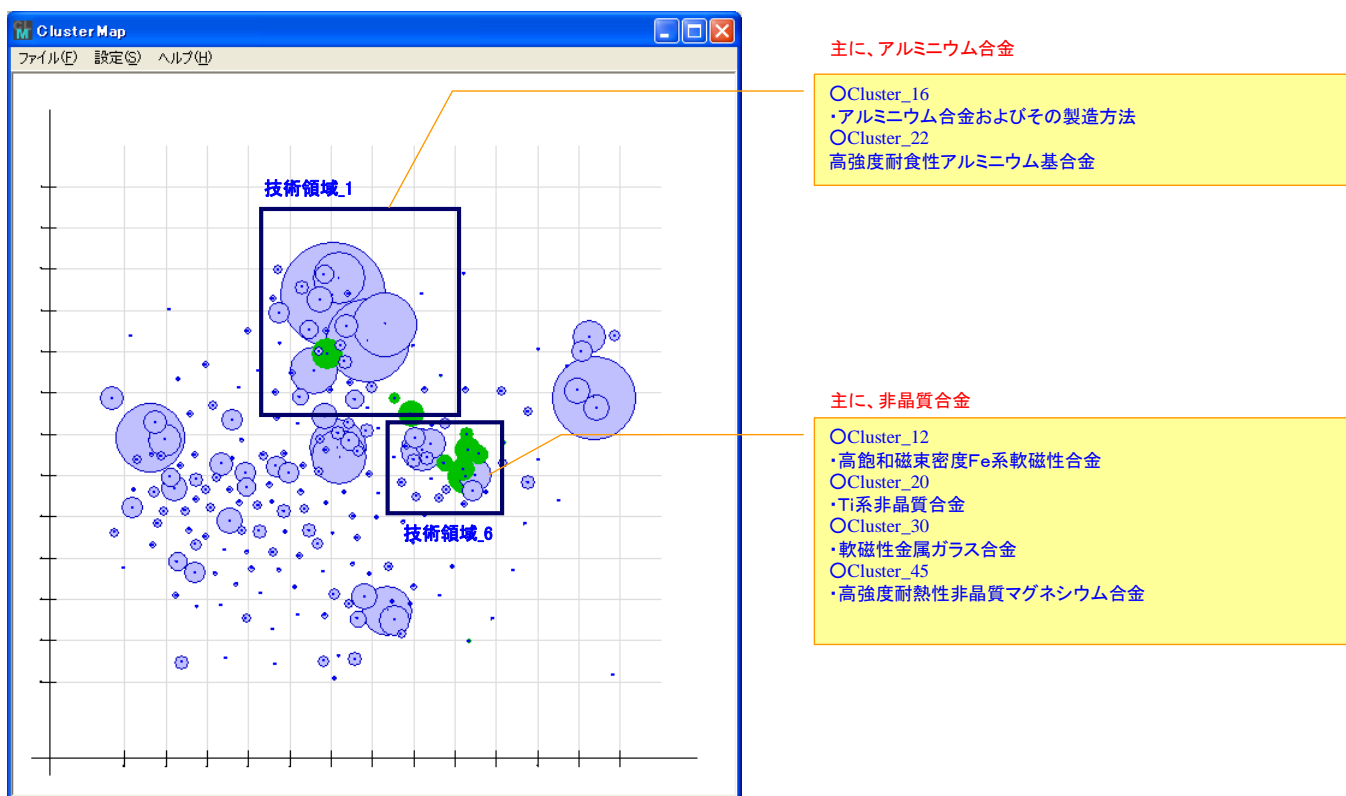 ClusterMap
ファイル(F) 設定(S) ヘルプ(H)
技術領域_1
技術領域_6
主に、アルミニウム合金
〇Cluster_16
・アルミニウム合金およびその製造方法
〇Cluster_22
高強度耐食性アルミニウム基合金
主に、非晶質合金
〇Cluster_12
・高飽和磁束密度Fe系軟磁性合金
〇Cluster_20
・Ti系非晶質合金
〇Cluster_30
・軟磁性金属ガラス合金
〇Cluster_45
・高強度耐熱性非晶質マグネシウム合金